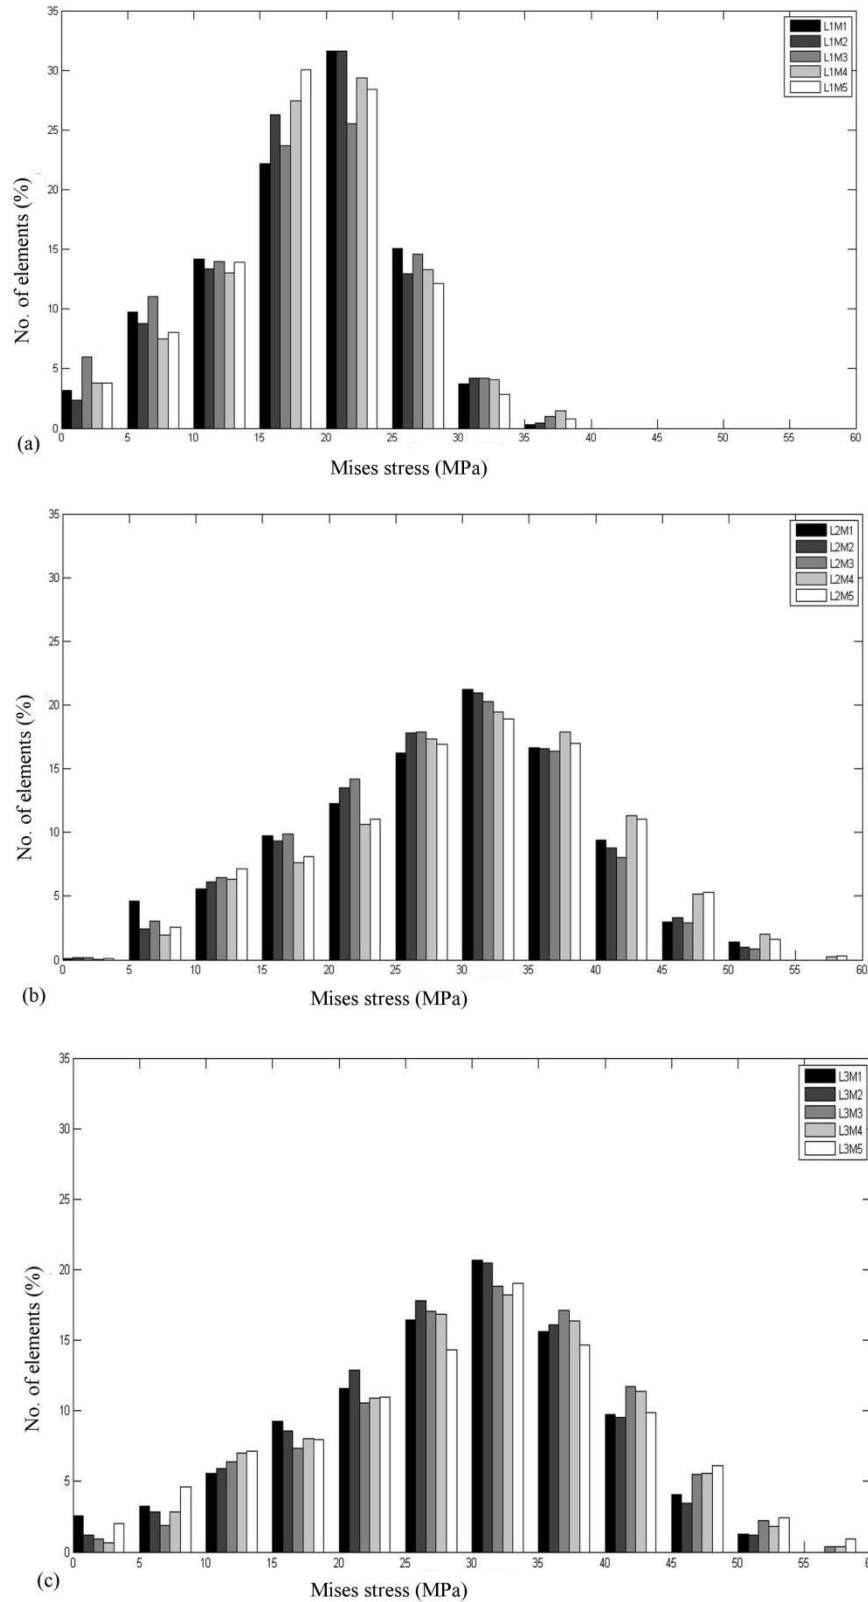 35
30
25
20
15
10
5
0
No. of elements (%)
L1M1
L1M2
L1M3
L1M4
L1M5
0 5 10 15 20 25 30 35 40 45 50 55 60
(a)
Mises stress (MPa)
35
30
25
20
15
10
5
0
No. of elements (%)
L2M1
L2M2
L2M3
L2M4
L2M5
0 5 10 15 20 25 30 35 40 45 50 55 60
(b)
Mises stress (MPa)
35
30
25
20
15
10
5
0
No. of elements (%)
L3M1
L3M2
L3M3
L3M4
L3M5
0 5 10 15 20 25 30 35 40 45 50 55
(c)
Mises stress (MPa)